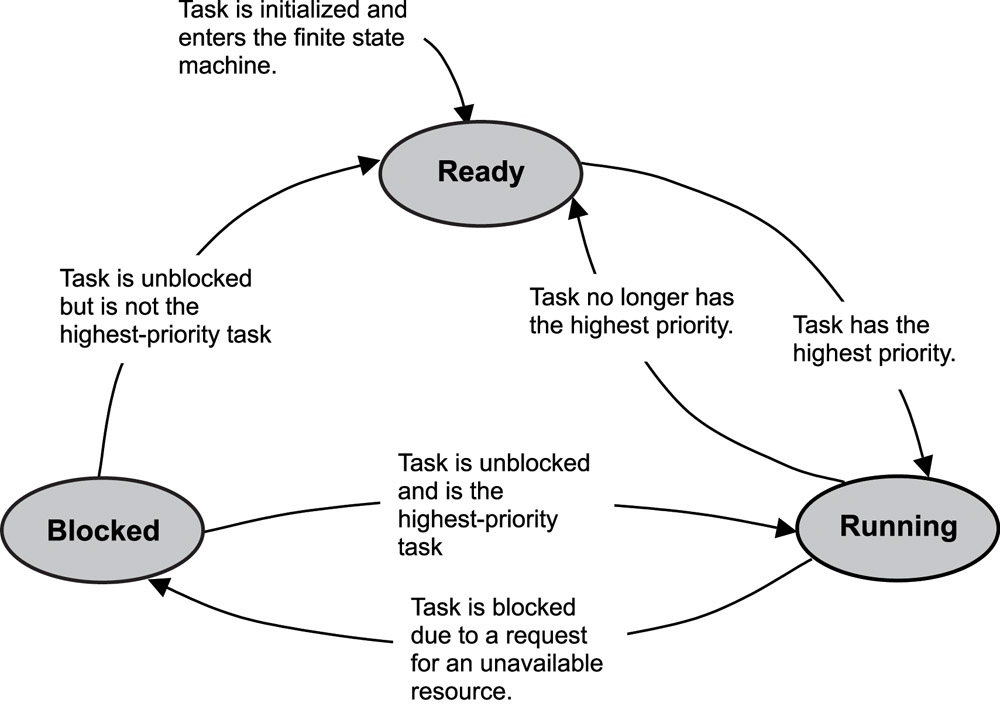 Task is initialized and
enters the finite state
machine.
Ready
Task is unblocked
but is not the
highest-priority task
Task no longer has
the highest priority.
Task has the
highest priority.
Task is unblocked
and is the
highest-priority
task
Blocked
Running
Task is blocked
due to a request
for an unavailable
resource.